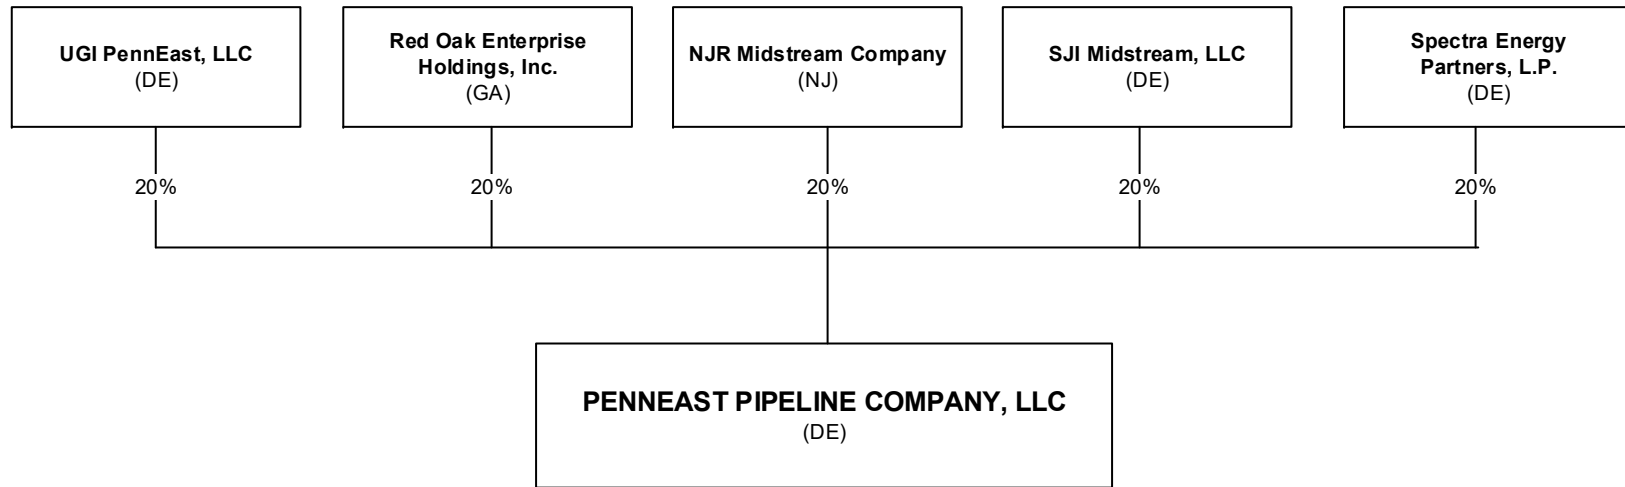 UGI PennEast, LLC
(DE)
Red Oak Enterprise
Holdings, Inc.
(GA)
NJR Midstream Company
(NJ)
SJI Midstream, LLC
(DE)
Spectra Energy
Partners, L.P.
(DE)
20%
20%
20%
20%
20%
PENNEAST PIPELINE COMPANY, LLC
(DE)